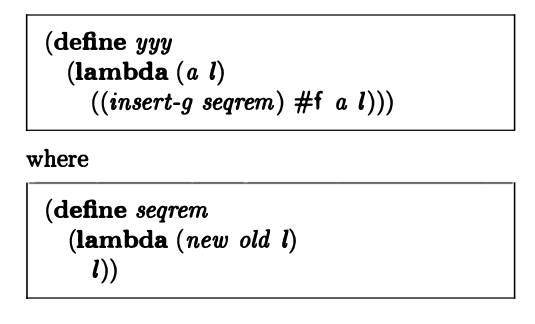 (define yyy
(lambda (a l)
((insert-g seqrem) #f a l)))
where
(define seqrem
(lambda (new old l)
l))